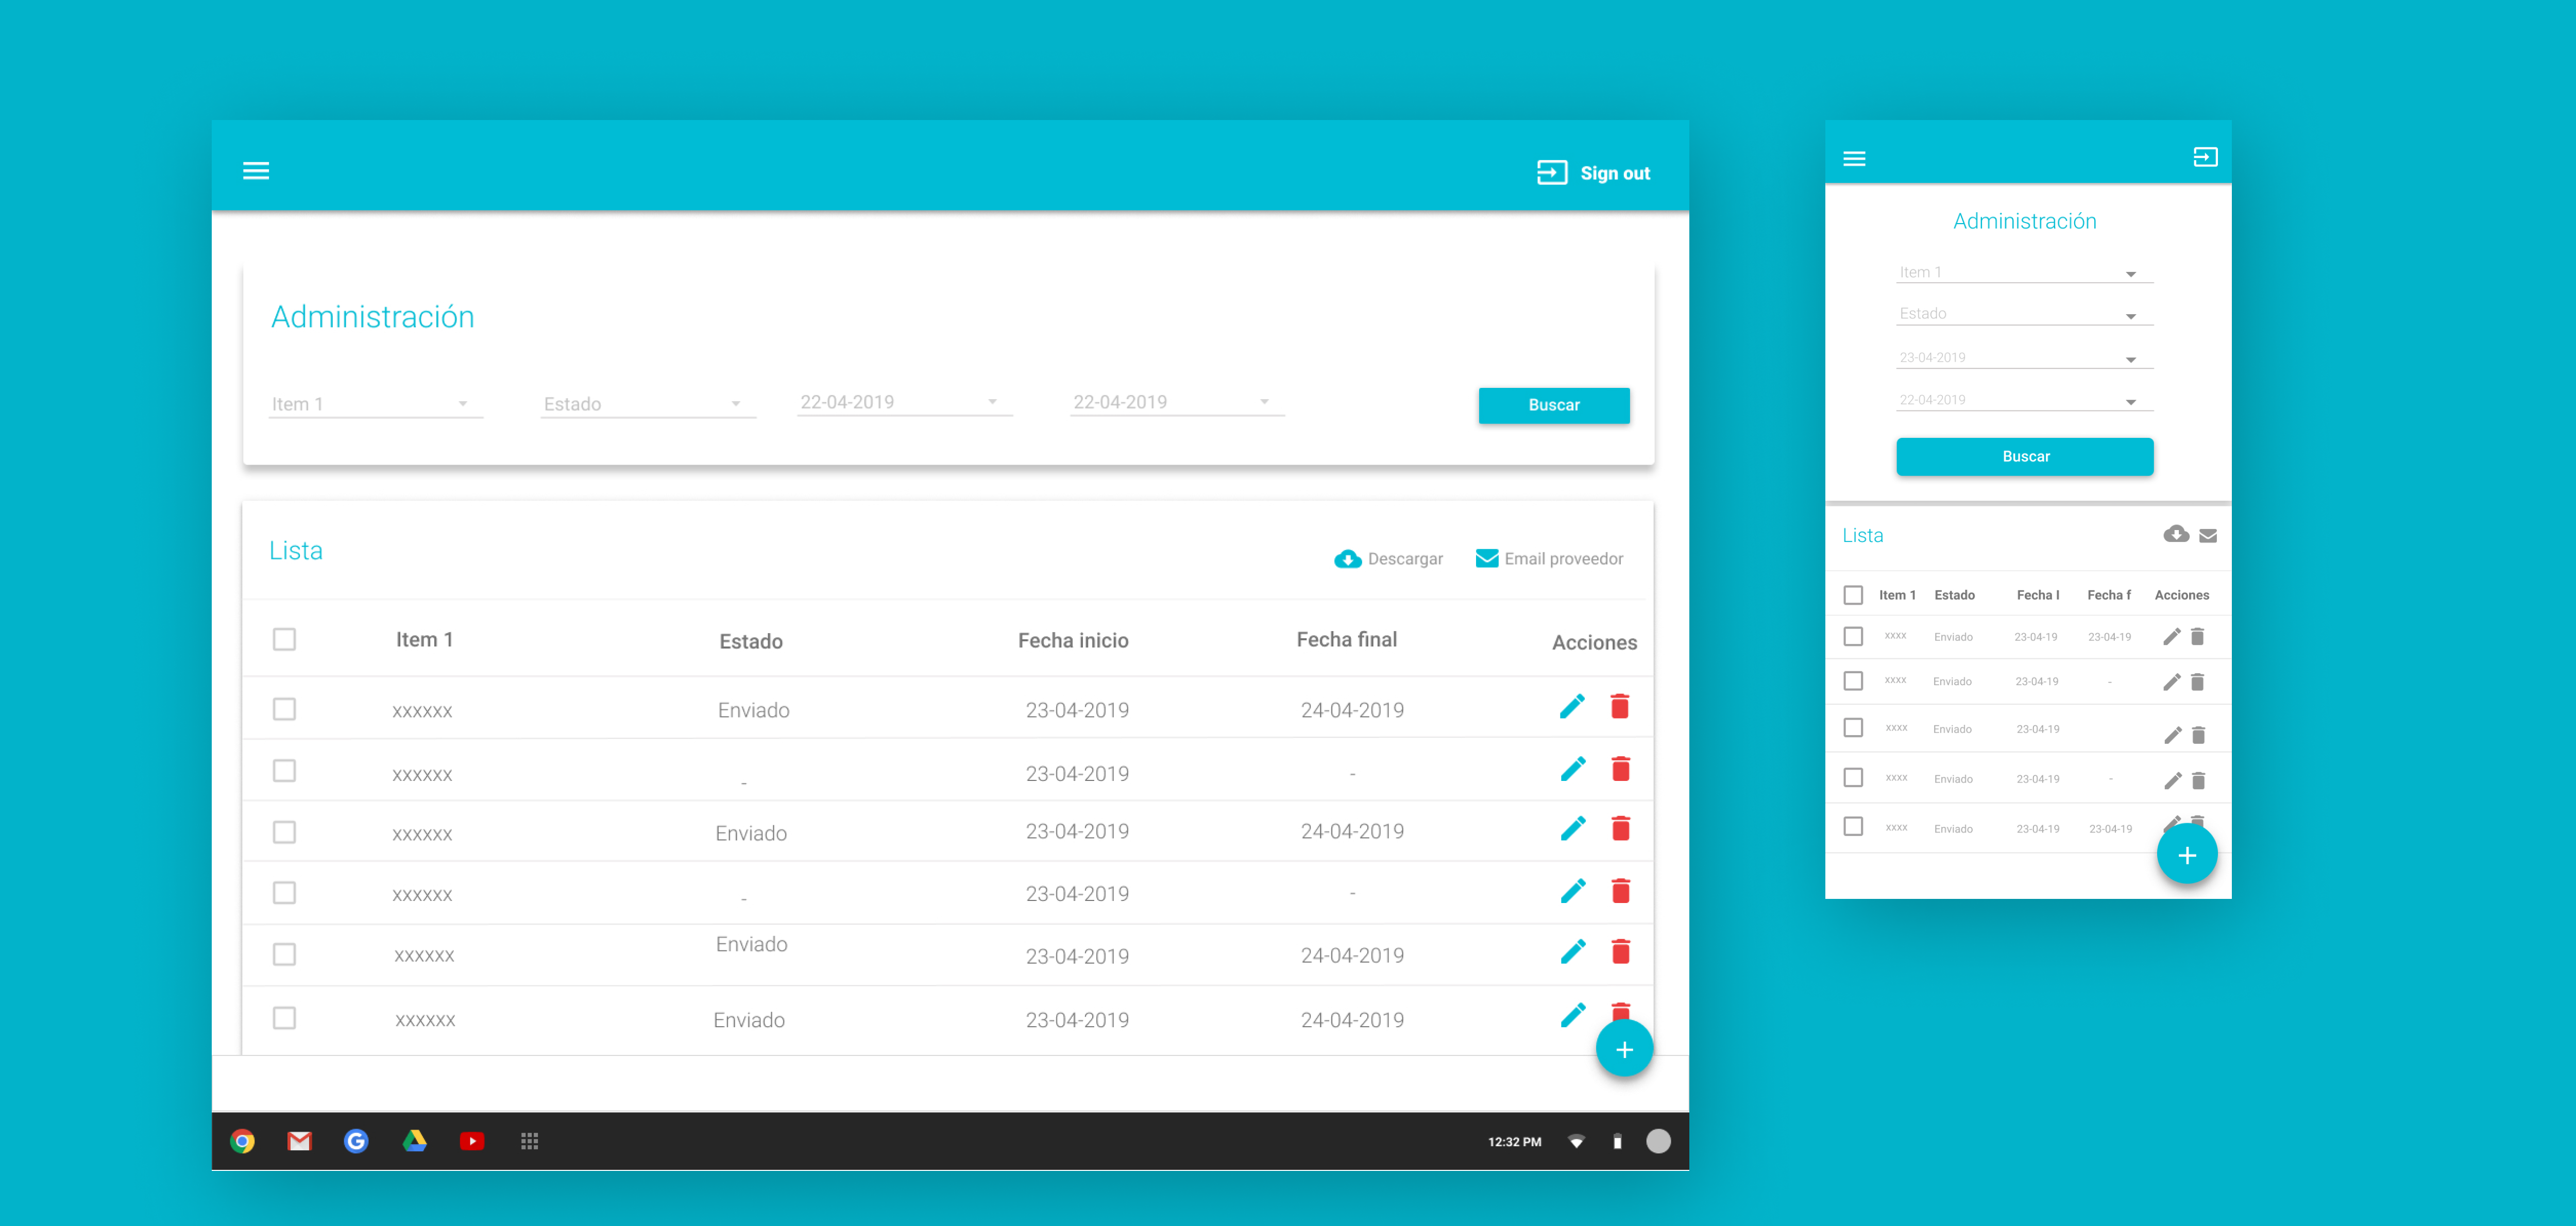 Sign out
Administración
Item 1 Estado 22-04-2019 22-04-2019 Buscar
Lista Descargar Email proveedor
Item 1 Estado Fecha inicio Fecha final Acciones
xxxxxx Enviado 23-04-2019 24-04-2019
xxxxxx - 23-04-2019 -
xxxxxx Enviado 23-04-2019 24-04-2019
xxxxxx - 23-04-2019 -
xxxxxx Enviado 23-04-2019 24-04-2019
xxxxxx Enviado 23-04-2019 24-04-2019
12:32 PM
Administración
Item 1
Estado
23-04-2019
22-04-2019
Buscar
Lista
Item 1 Estado Fecha I Fecha f Acciones
xxxx Enviado 23-04-19 23-04-19
xxxx Enviado 23-04-19 -
xxxx Enviado 23-04-19
xxxx Enviado 23-04-19 -
xxxx Enviado 23-04-19 23-04-19